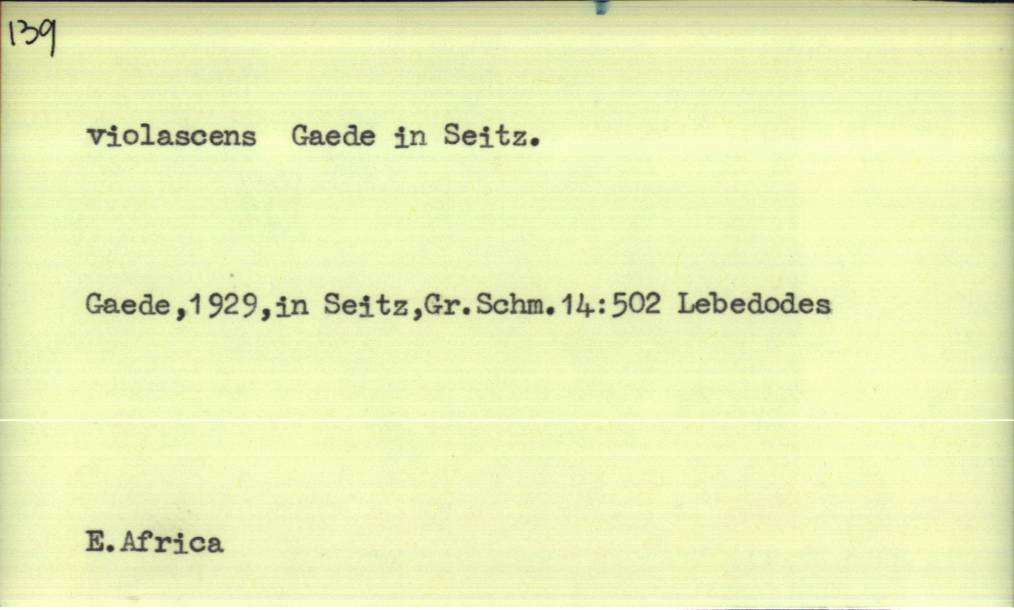 139
violascens Gaede in Seitz.
Gaede,1929,in Seitz,Gr.Schm.14:502 Lebedodes
E.Africa